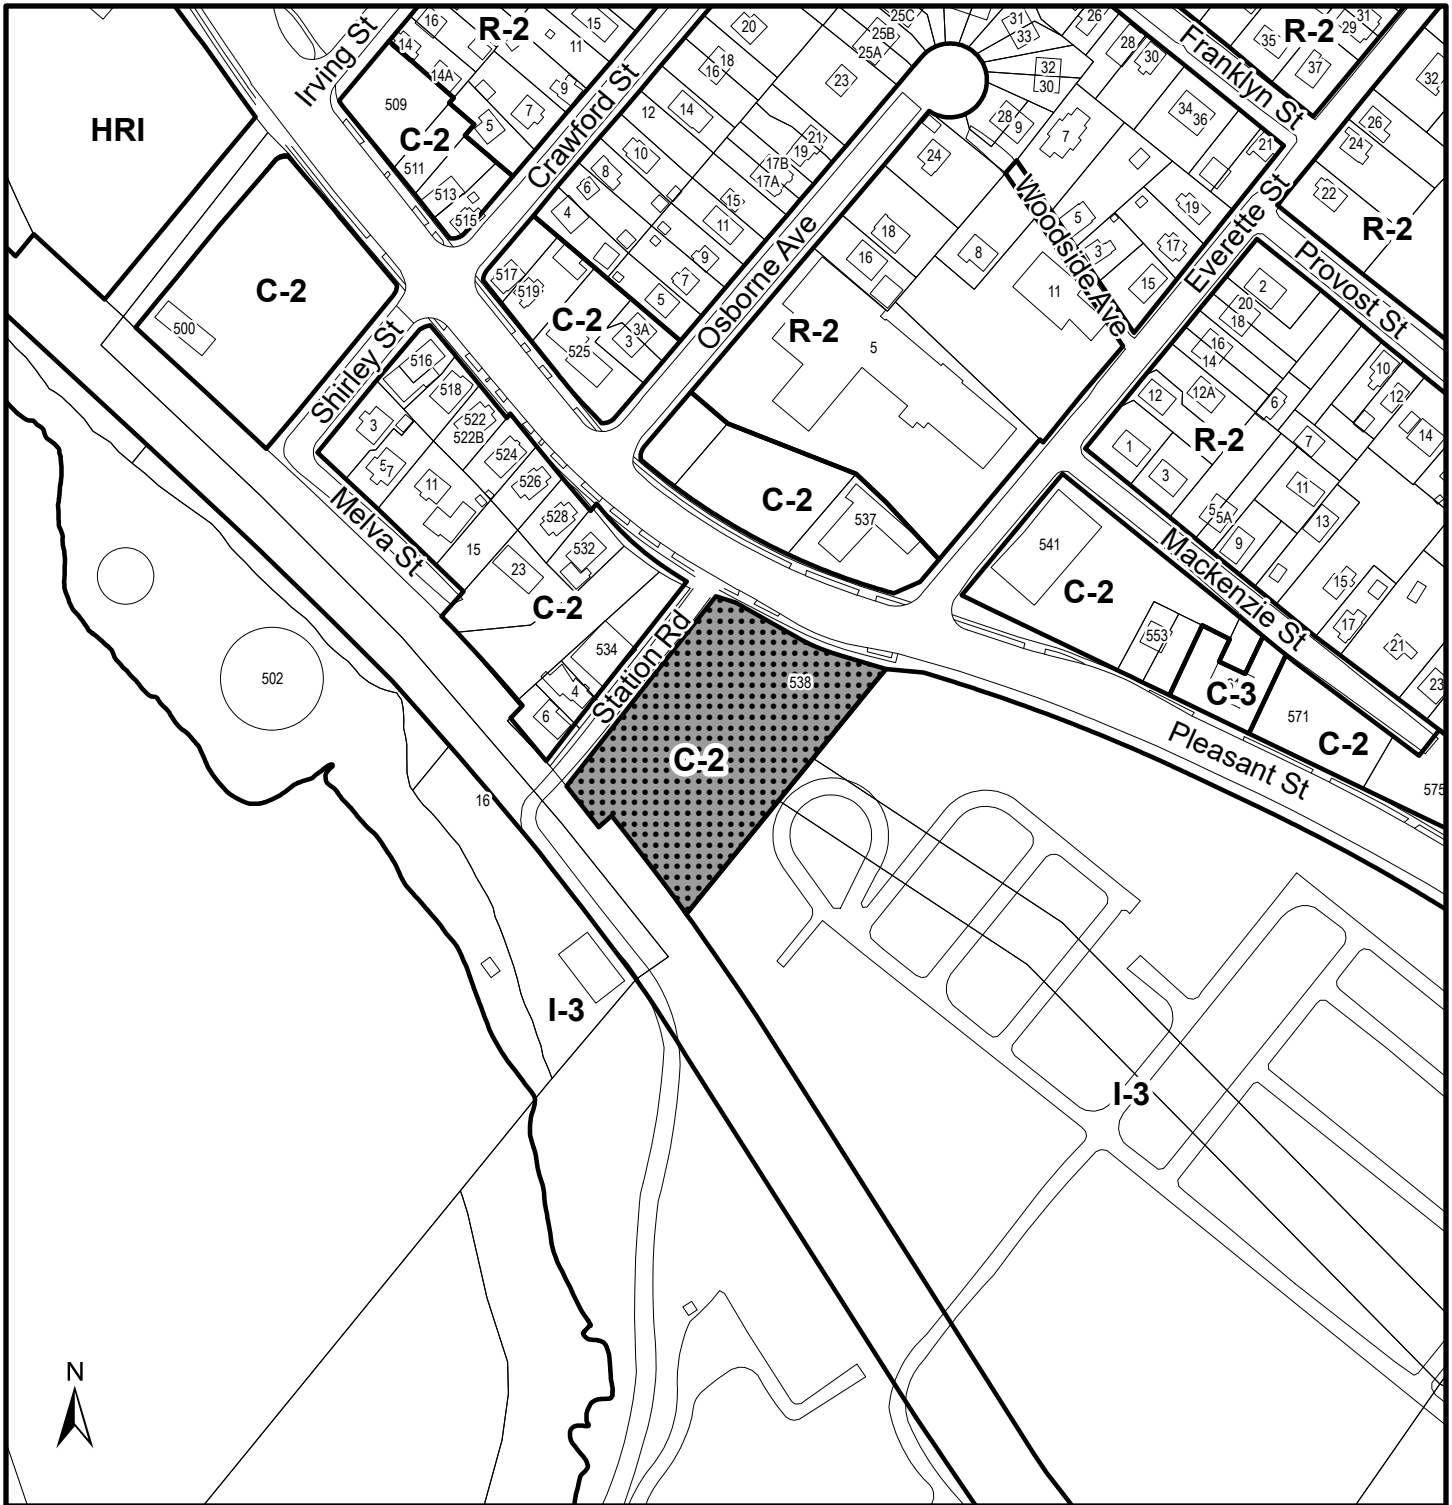 16
R-2
15
11
14
14A
9
7
5
509
C-2
511
513
515
Irving St
Crawford St
20
18
16
14
12
10
8
6
4
25C
25B
25A
23
21
19
17B
17A
15
11
9
7
5
3A
3
31
33
26
32
30
28
9
7
28
30
34
36
21
Franklyn St
35
R-2
29
31
37
32
26
24
22
R-2
HRI
C-2
500
Shirley St
517
519
C-2
525
Osborne Ave
24
18
16
8
R-2
5
Woodside Ave
5
3
11
19
17
15
Everette St
Provost St
2
20
18
16
14
12
12A
6
10
12
14
R-2
7
1
3
11
5
5A
9
13
15
17
21
23
516
518
522
522B
524
526
528
532
3
5
7
11
15
23
C-2
Melva St
534
4
6
Station Rd
C-2
537
541
C-2
Mackenzie St
553
C-3
571
C-2
575
Pleasant St
538
C-2
502
16
I-3
I-3
N